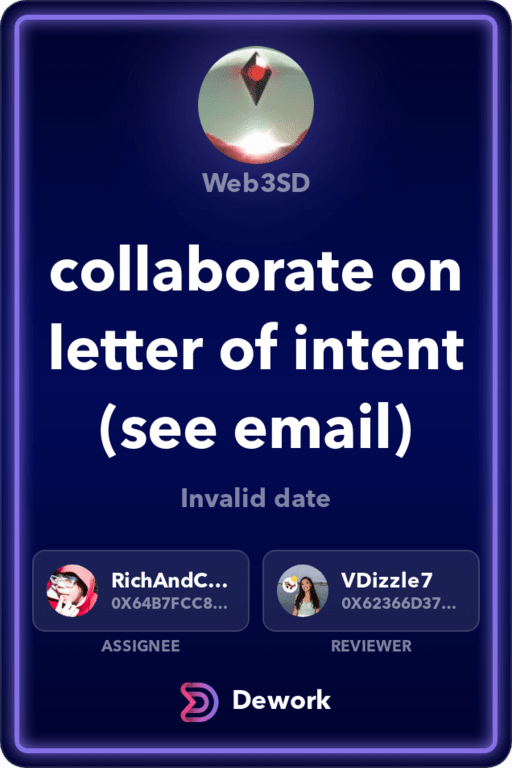 Web3SD
collaborate on
letter of intent
(see email)
Invalid date
RichAndC...
0X64B7FCC8...
ASSIGNEE
VDizzle7
0X62366D37...
REVIEWER
Dework